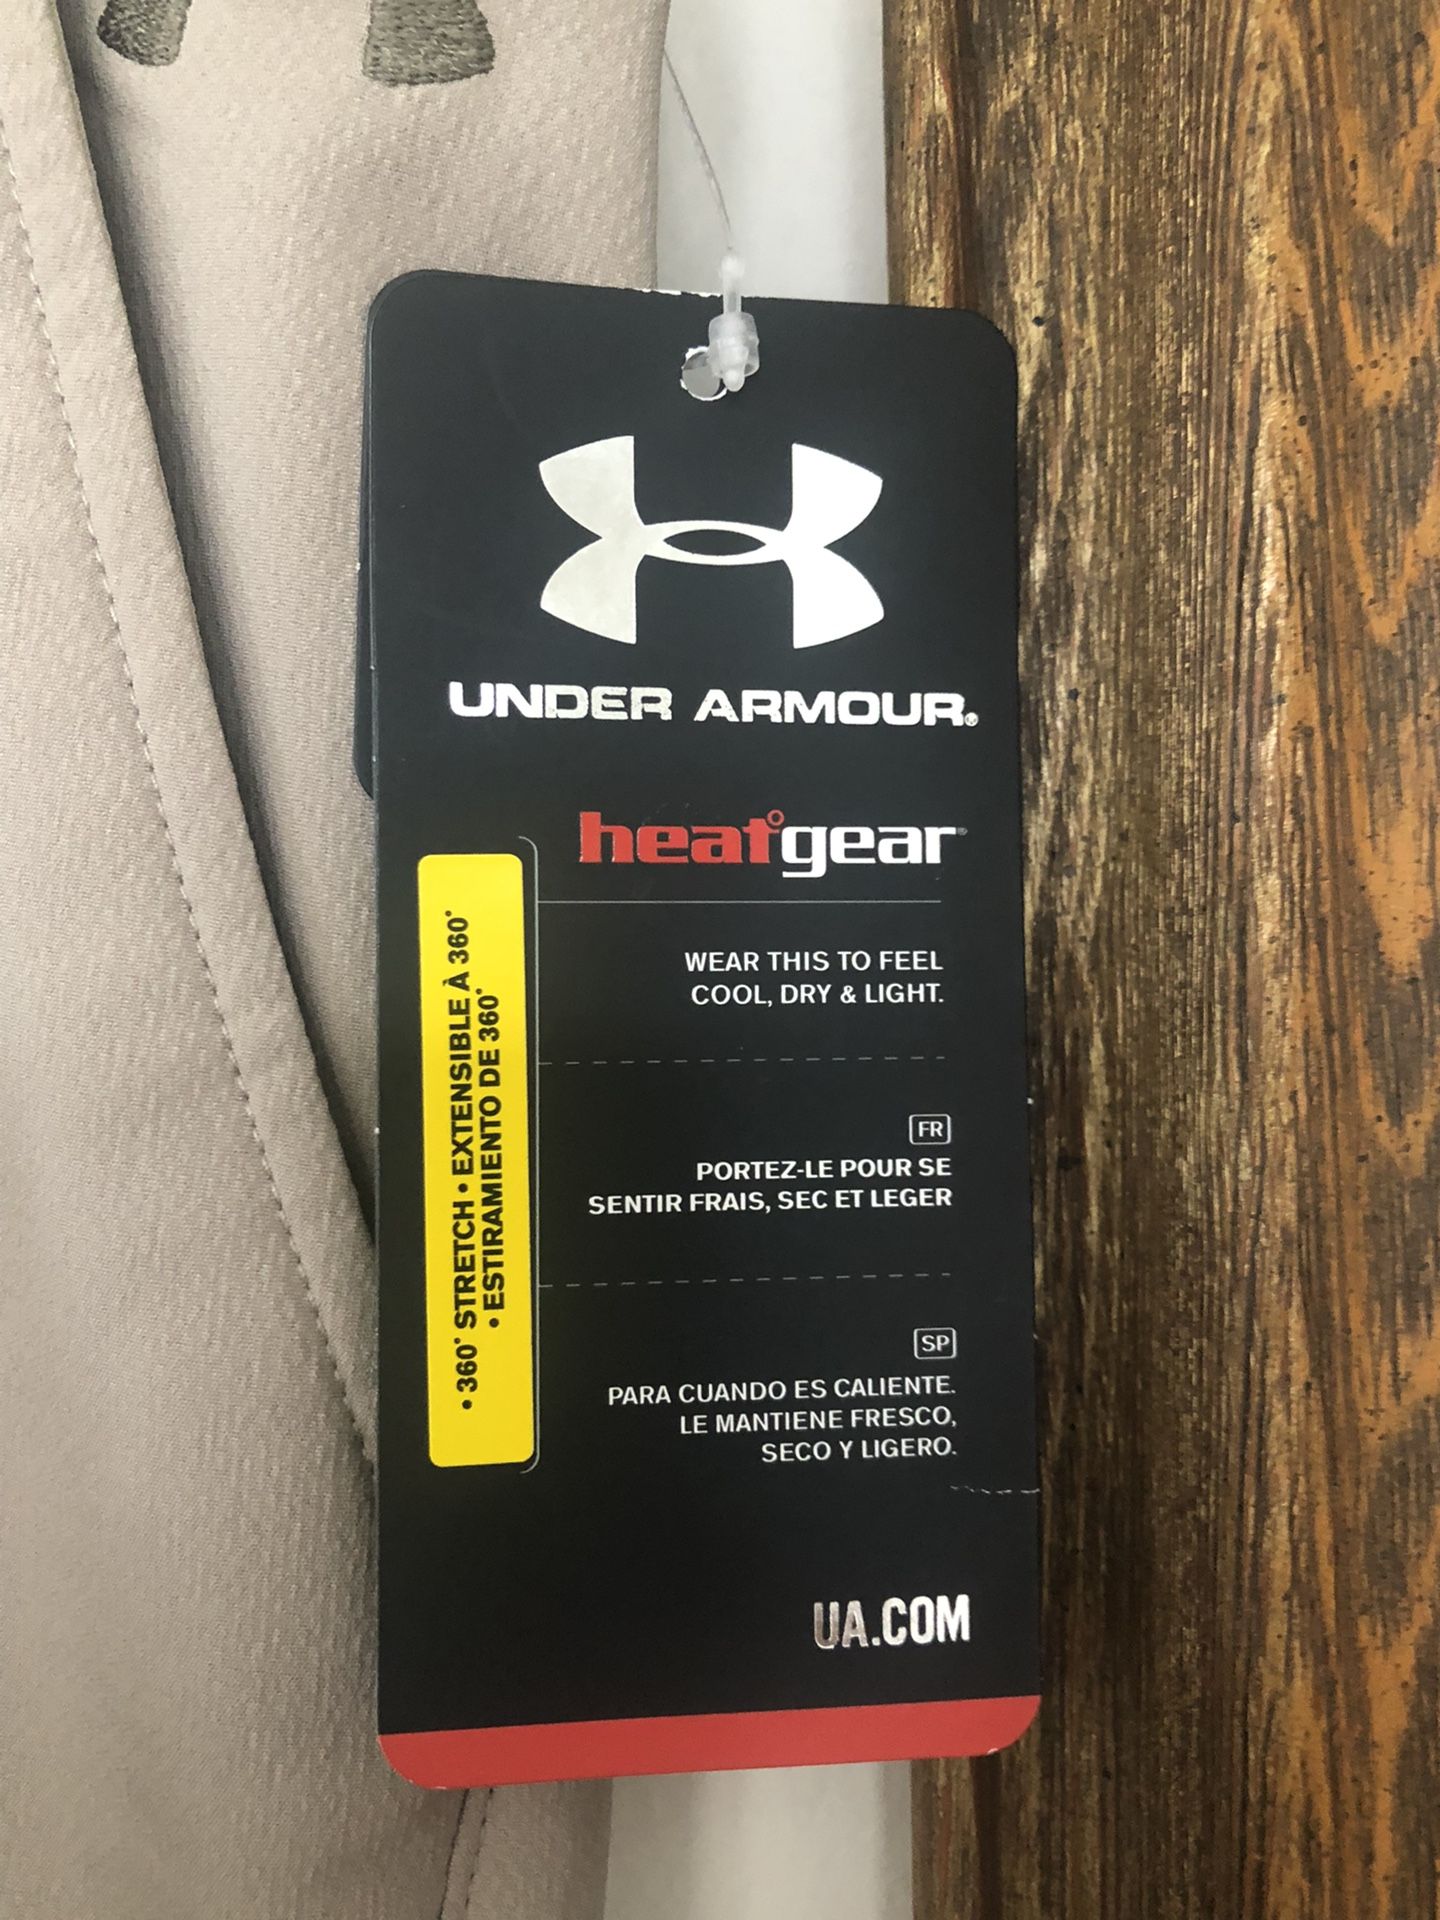 UNDER ARMOUR®
heat°gear®
WEAR THIS TO FEEL
COOL, DRY & LIGHT.
• 360° STRETCH • EXTENSIBLE À 360°
• ESTIRAMIENTO DE 360°
FR
PORTEZ-LE POUR SE
SENTIR FRAIS, SEC ET LEGER
SP
PARA CUANDO ES CALIENTE.
LE MANTIENE FRESCO,
SECO Y LIGERO.
UA.COM